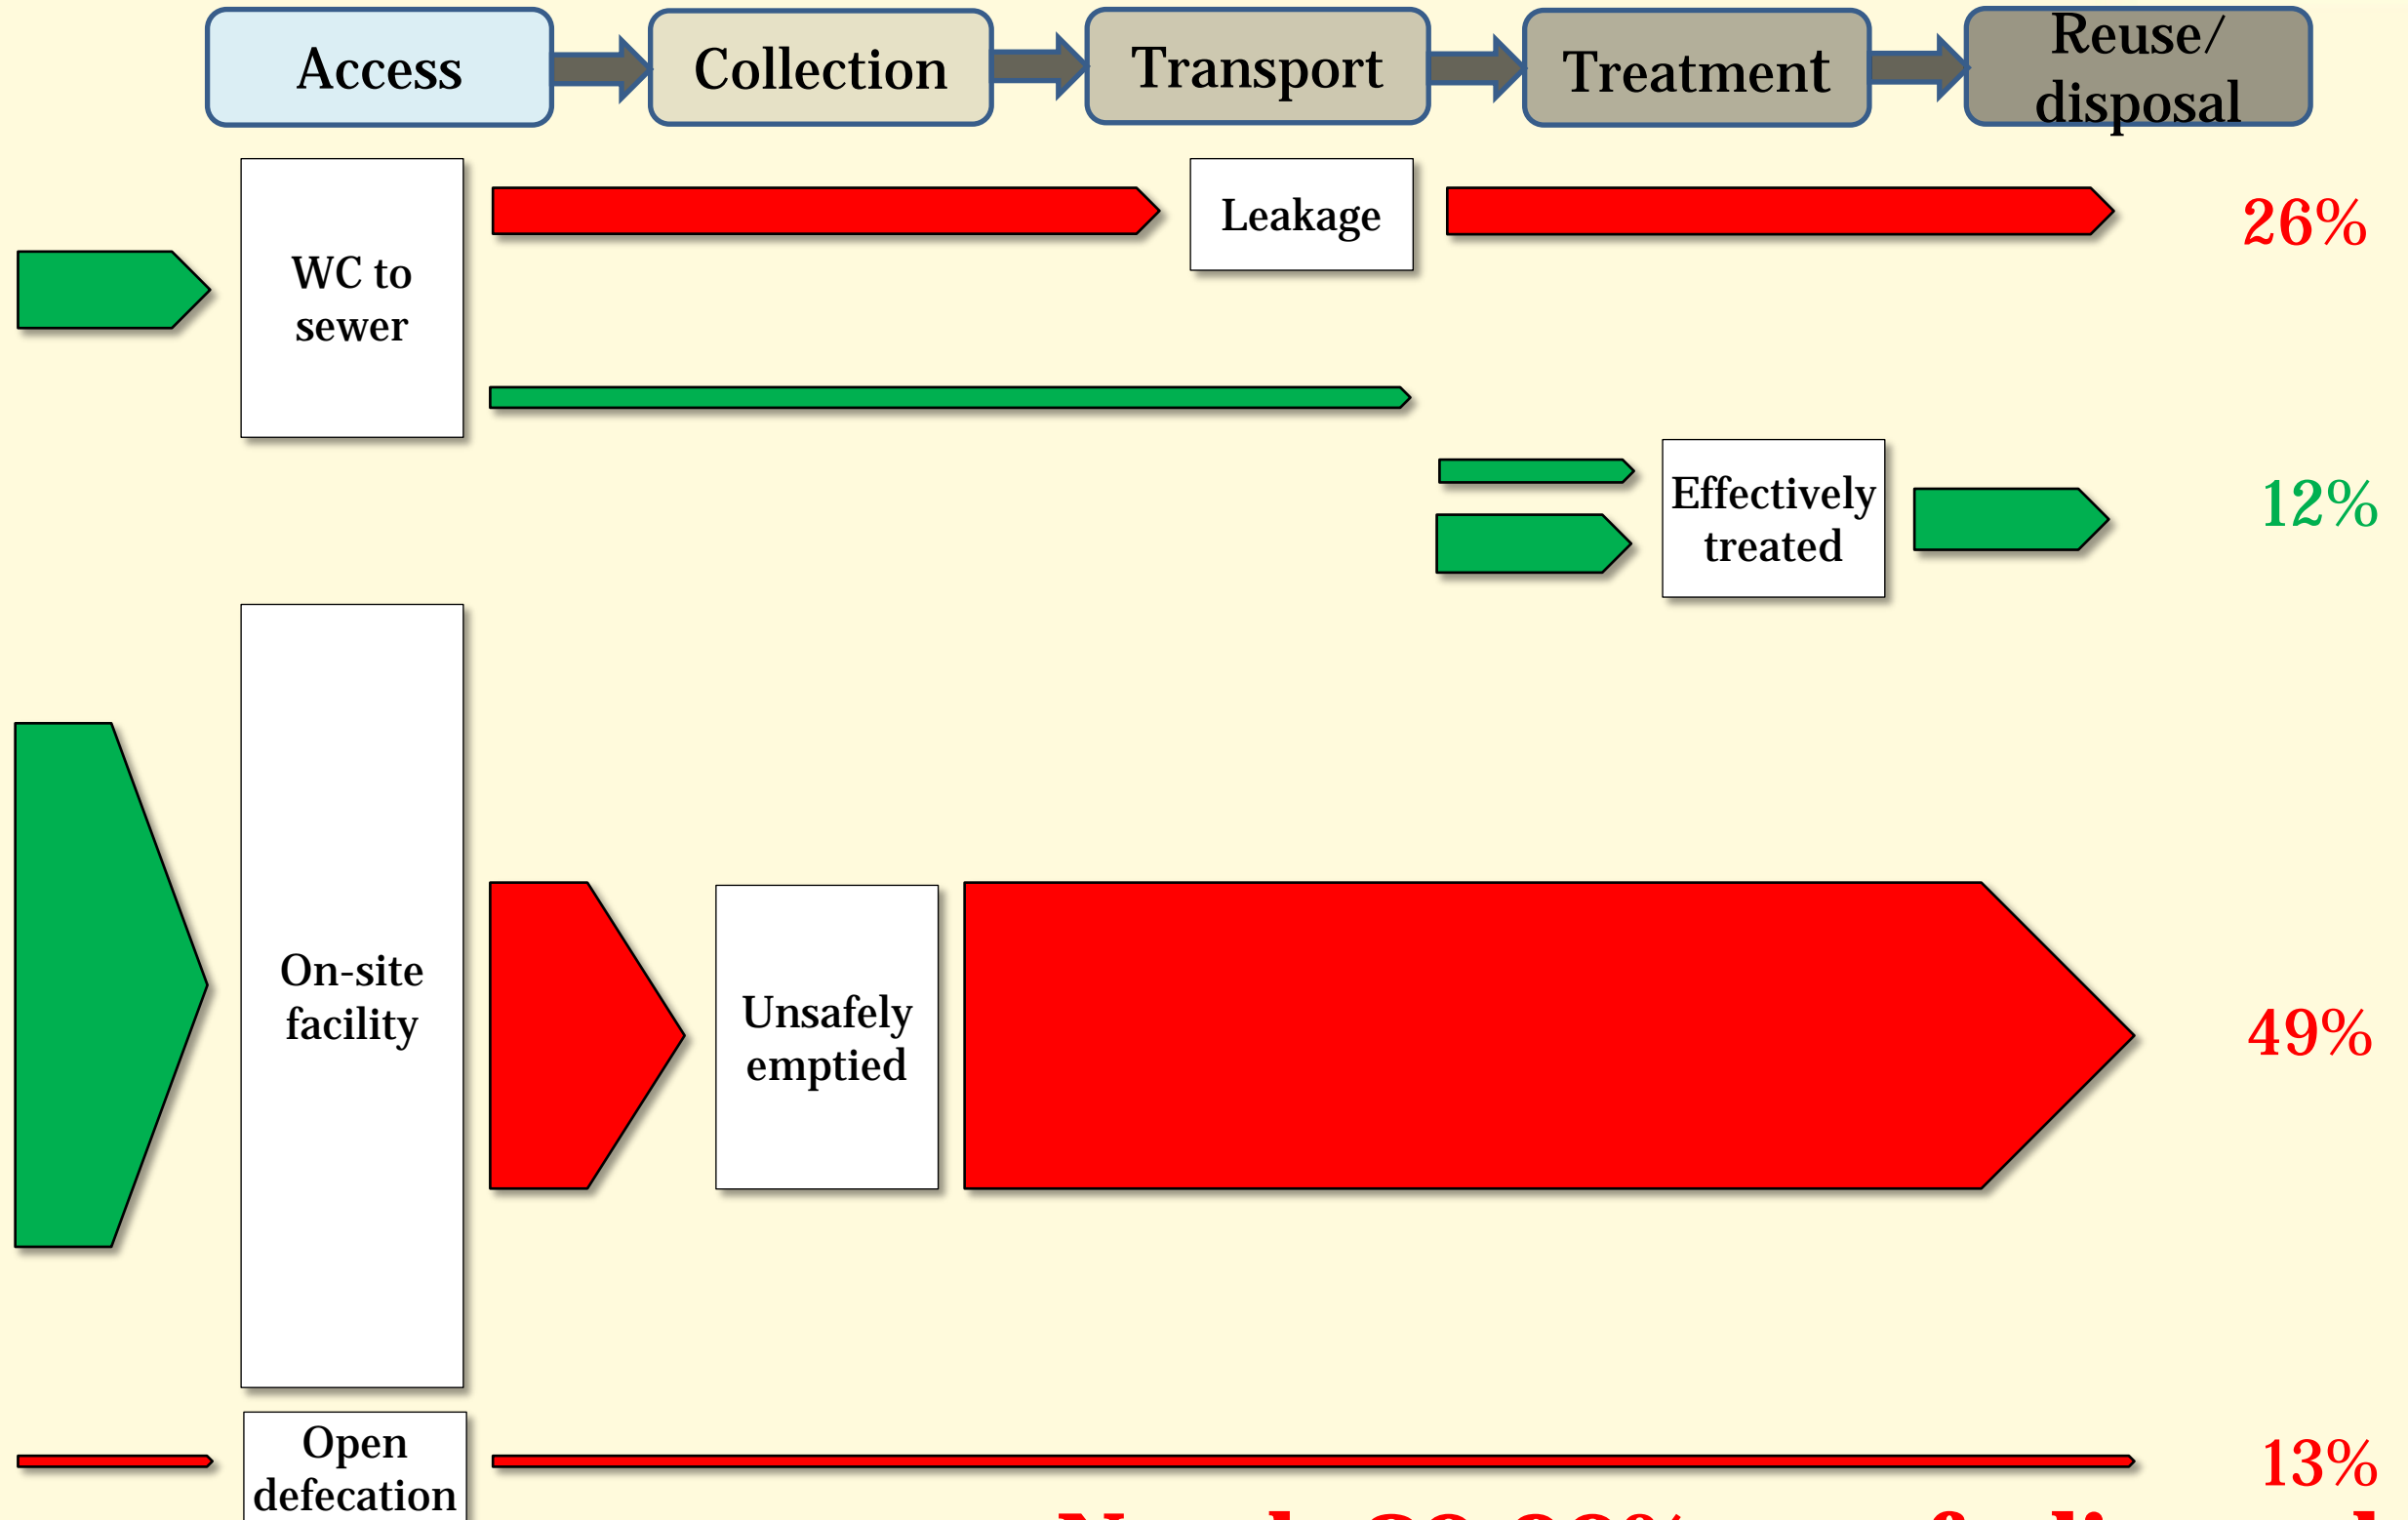 Access
Collection
Transport
Treatment
Reuse/
disposal
WC to
sewer
Leakage
26%
Effectively
treated
12%
On-site
facility
Unsafely
emptied
49%
Open
defecation
13%